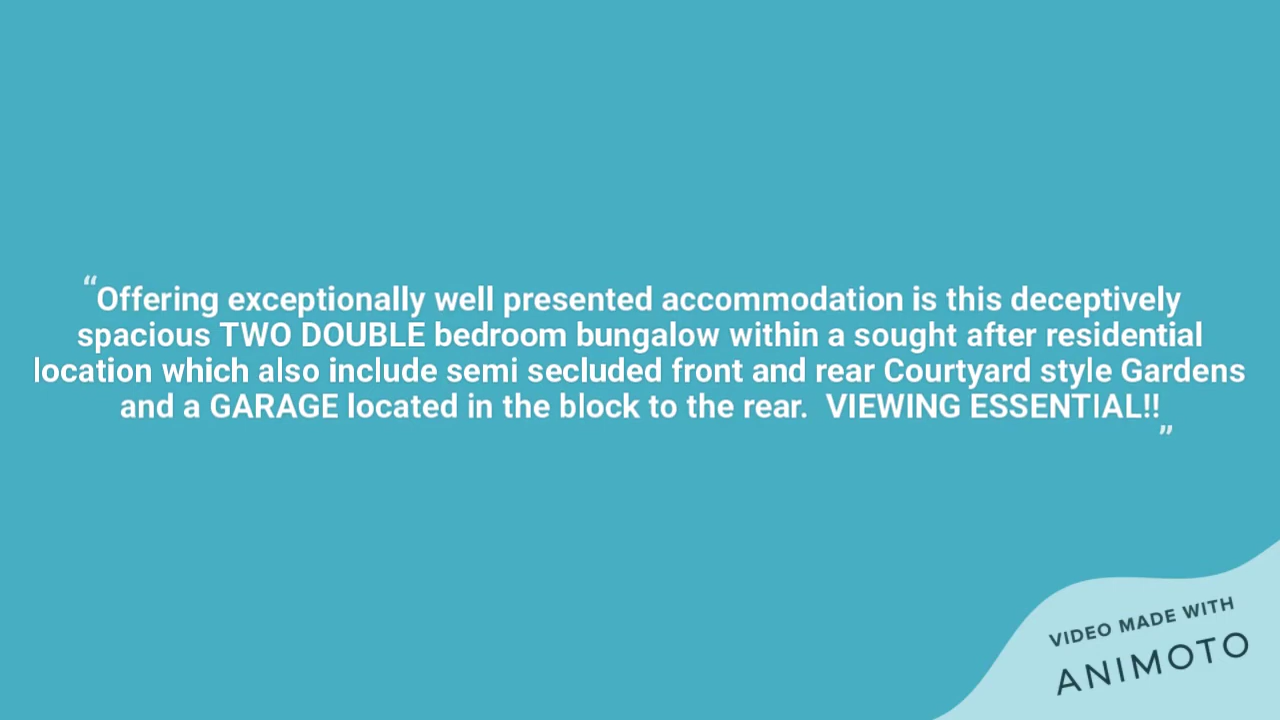 “Offering exceptionally well presented accommodation is this deceptively
spacious TWO DOUBLE bedroom bungalow within a sought after residential
location which also include semi secluded front and rear Courtyard style Gardens
and a GARAGE located in the block to the rear.  VIEWING ESSENTIAL!!
”
VIDEO MADE WITH
ANIMOTO